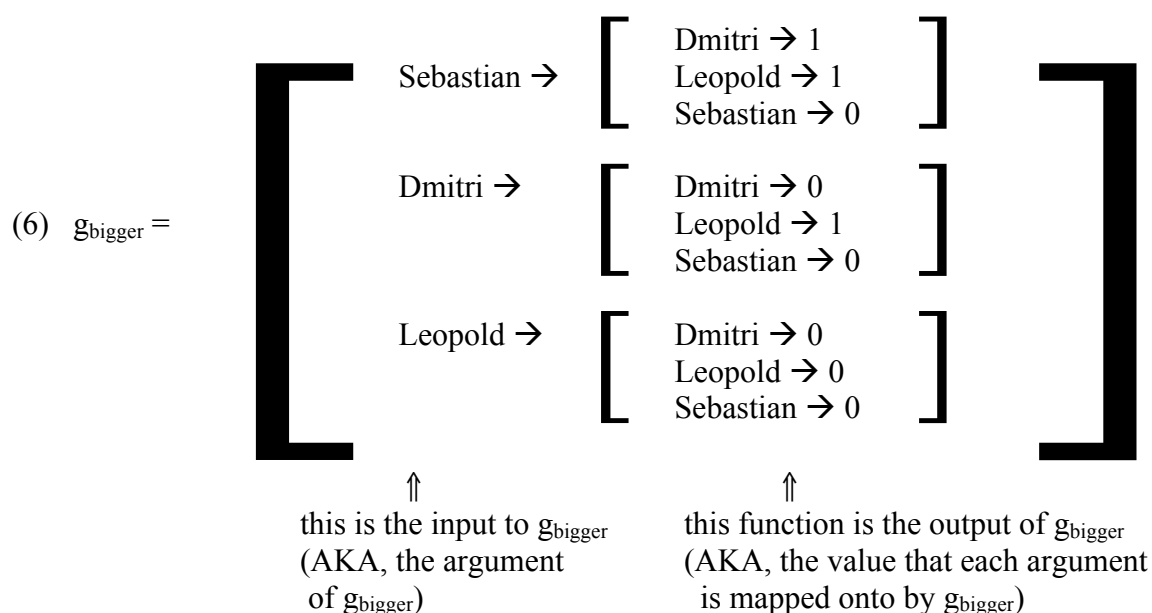 Dmitri → 1
Sebastian → Leopold → 1
Sebastian → 0
Dmitri → Dmitri → 0
(6) g_bigger = Leopold → 1
Sebastian → 0
Leopold → Dmitri → 0
Leopold → 0
Sebastian → 0
⇑ ⇑
this is the input to g_bigger this function is the output of g_bigger
(AKA, the argument (AKA, the value that each argument
of g_bigger) is mapped onto by g_bigger)